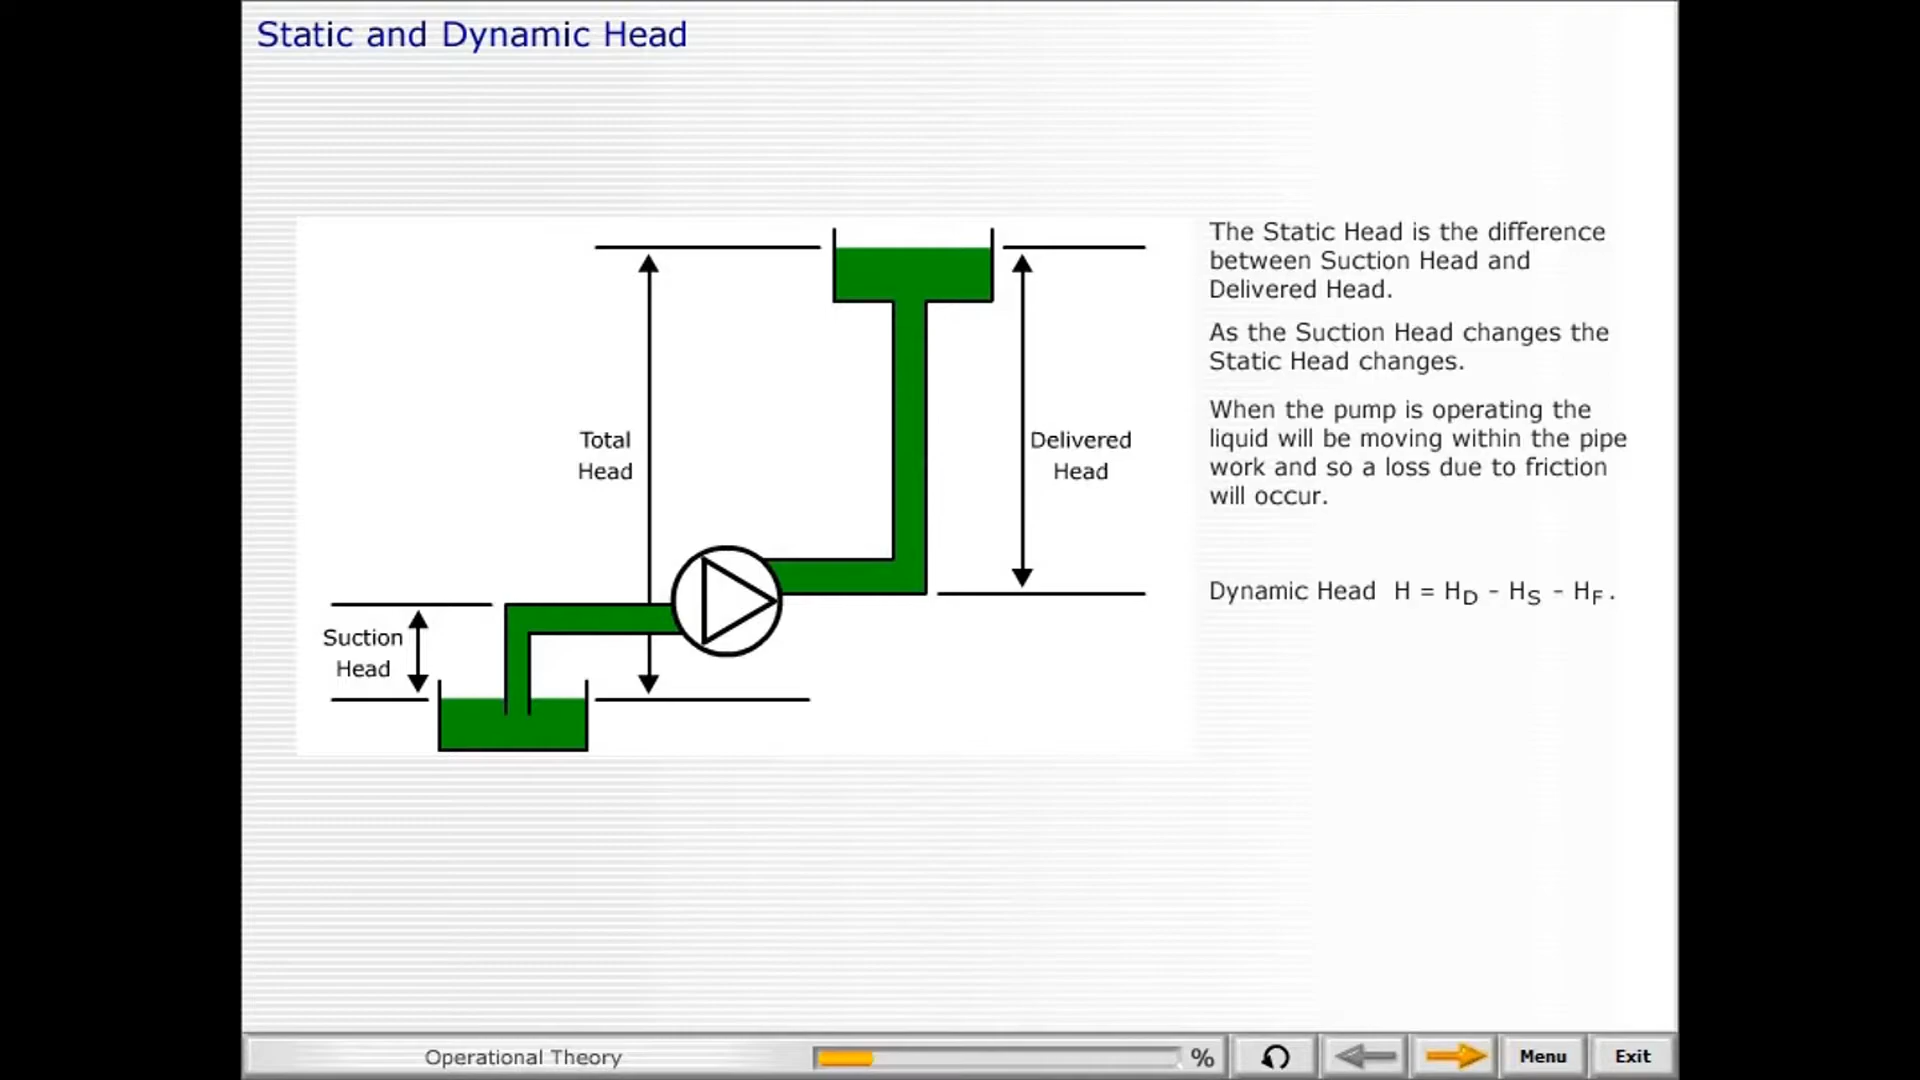 Static and Dynamic Head
The Static Head is the difference
between Suction Head and
Delivered Head.
As the Suction Head changes the
Static Head changes.
When the pump is operating the
liquid will be moving within the pipe
work and so a loss due to friction
will occur.
Dynamic Head H = HD - HS - HF .
Total
Head
Delivered
Head
Suction
Head
Operational Theory
%
Menu
Exit